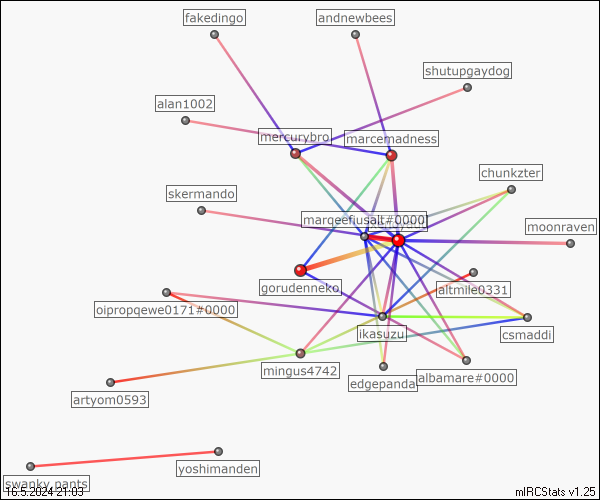 fakedingo
andnewbees
shutupgaydog
alan1002
mercurybro
marcemadness
chunkzter
skermando
marqeefusalt#0000
moonraven
gorudenneko
altmile0331
oipropqewe0171#0000
ikasuzu
csmaddi
mingus4742
edgepanda
albamare#0000
artyom0593
yoshimanden
swanky.pants
16.5.2024 21:03
mIRCStats v1.25